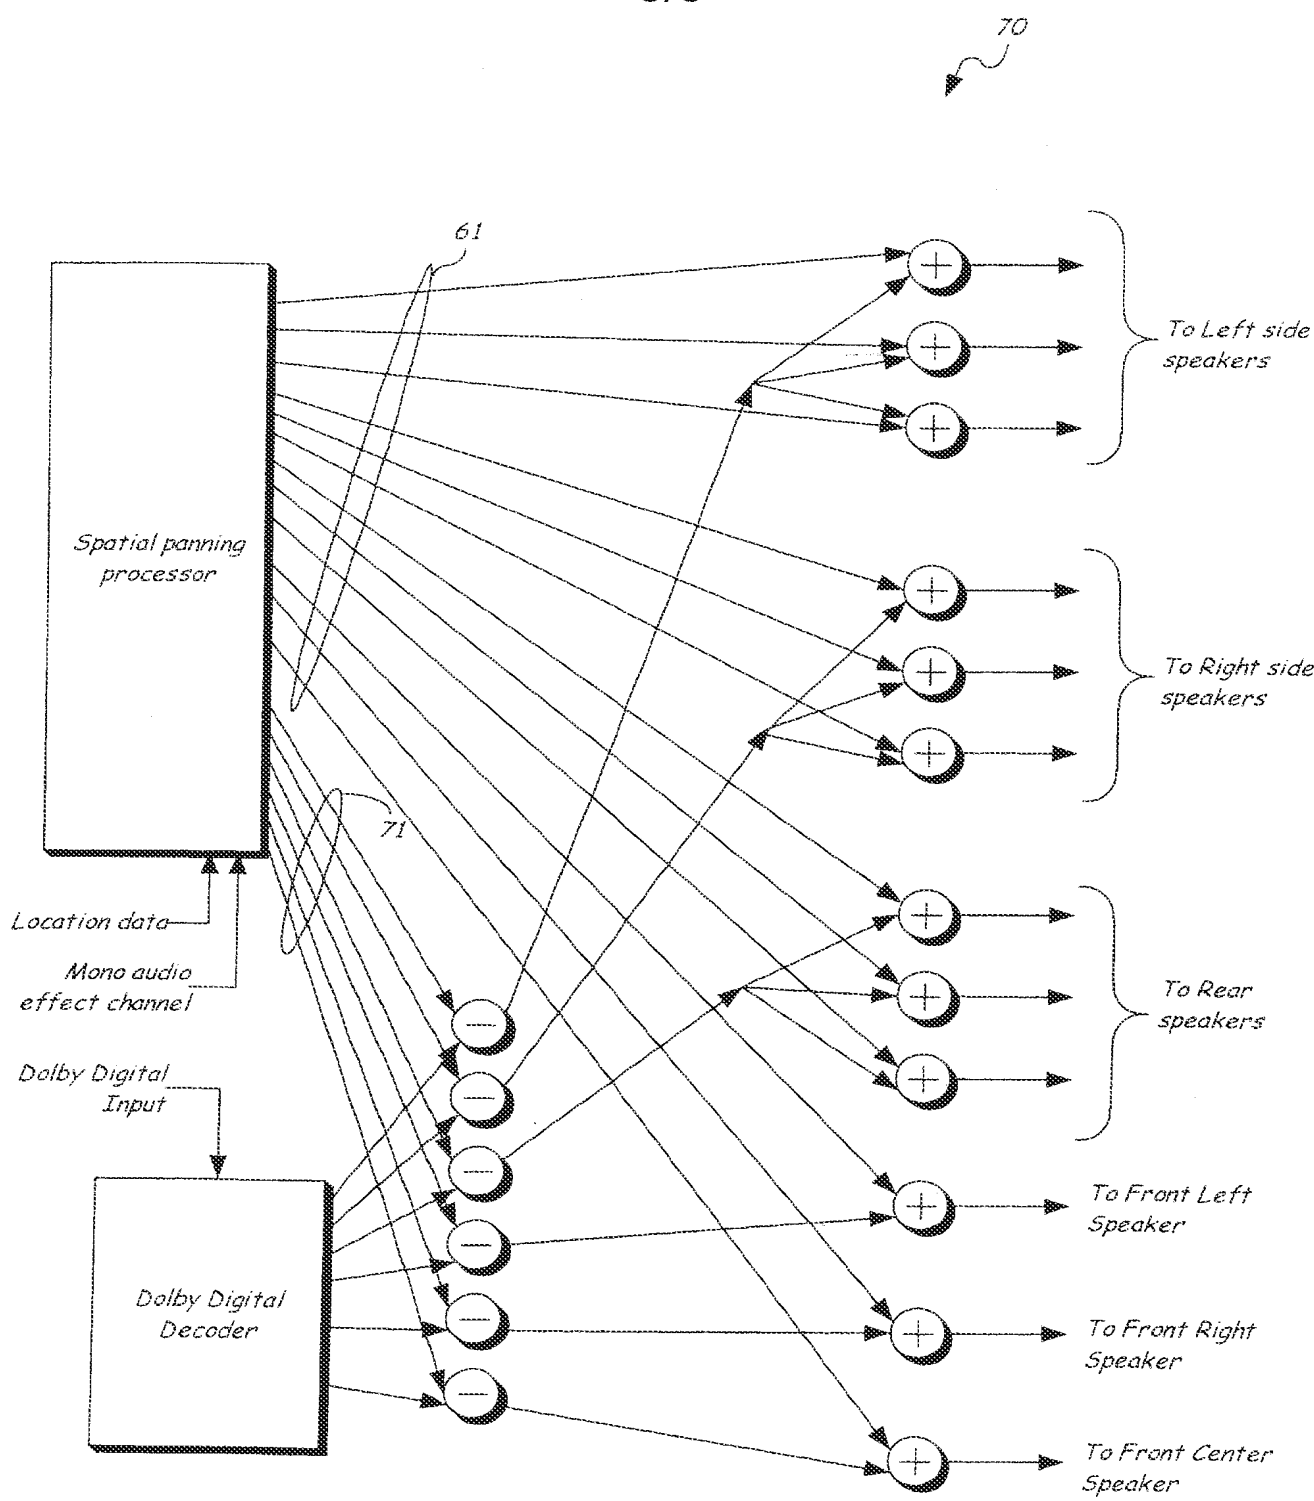 70
61
To Left side
speakers
Spatial panning
processor
To Right side
speakers
71
Location data
Mono audio
effect channel
To Rear
speakers
Dolby Digital
Input
To Front Left
Speaker
Dolby Digital
Decoder
To Front Right
Speaker
To Front Center
Speaker